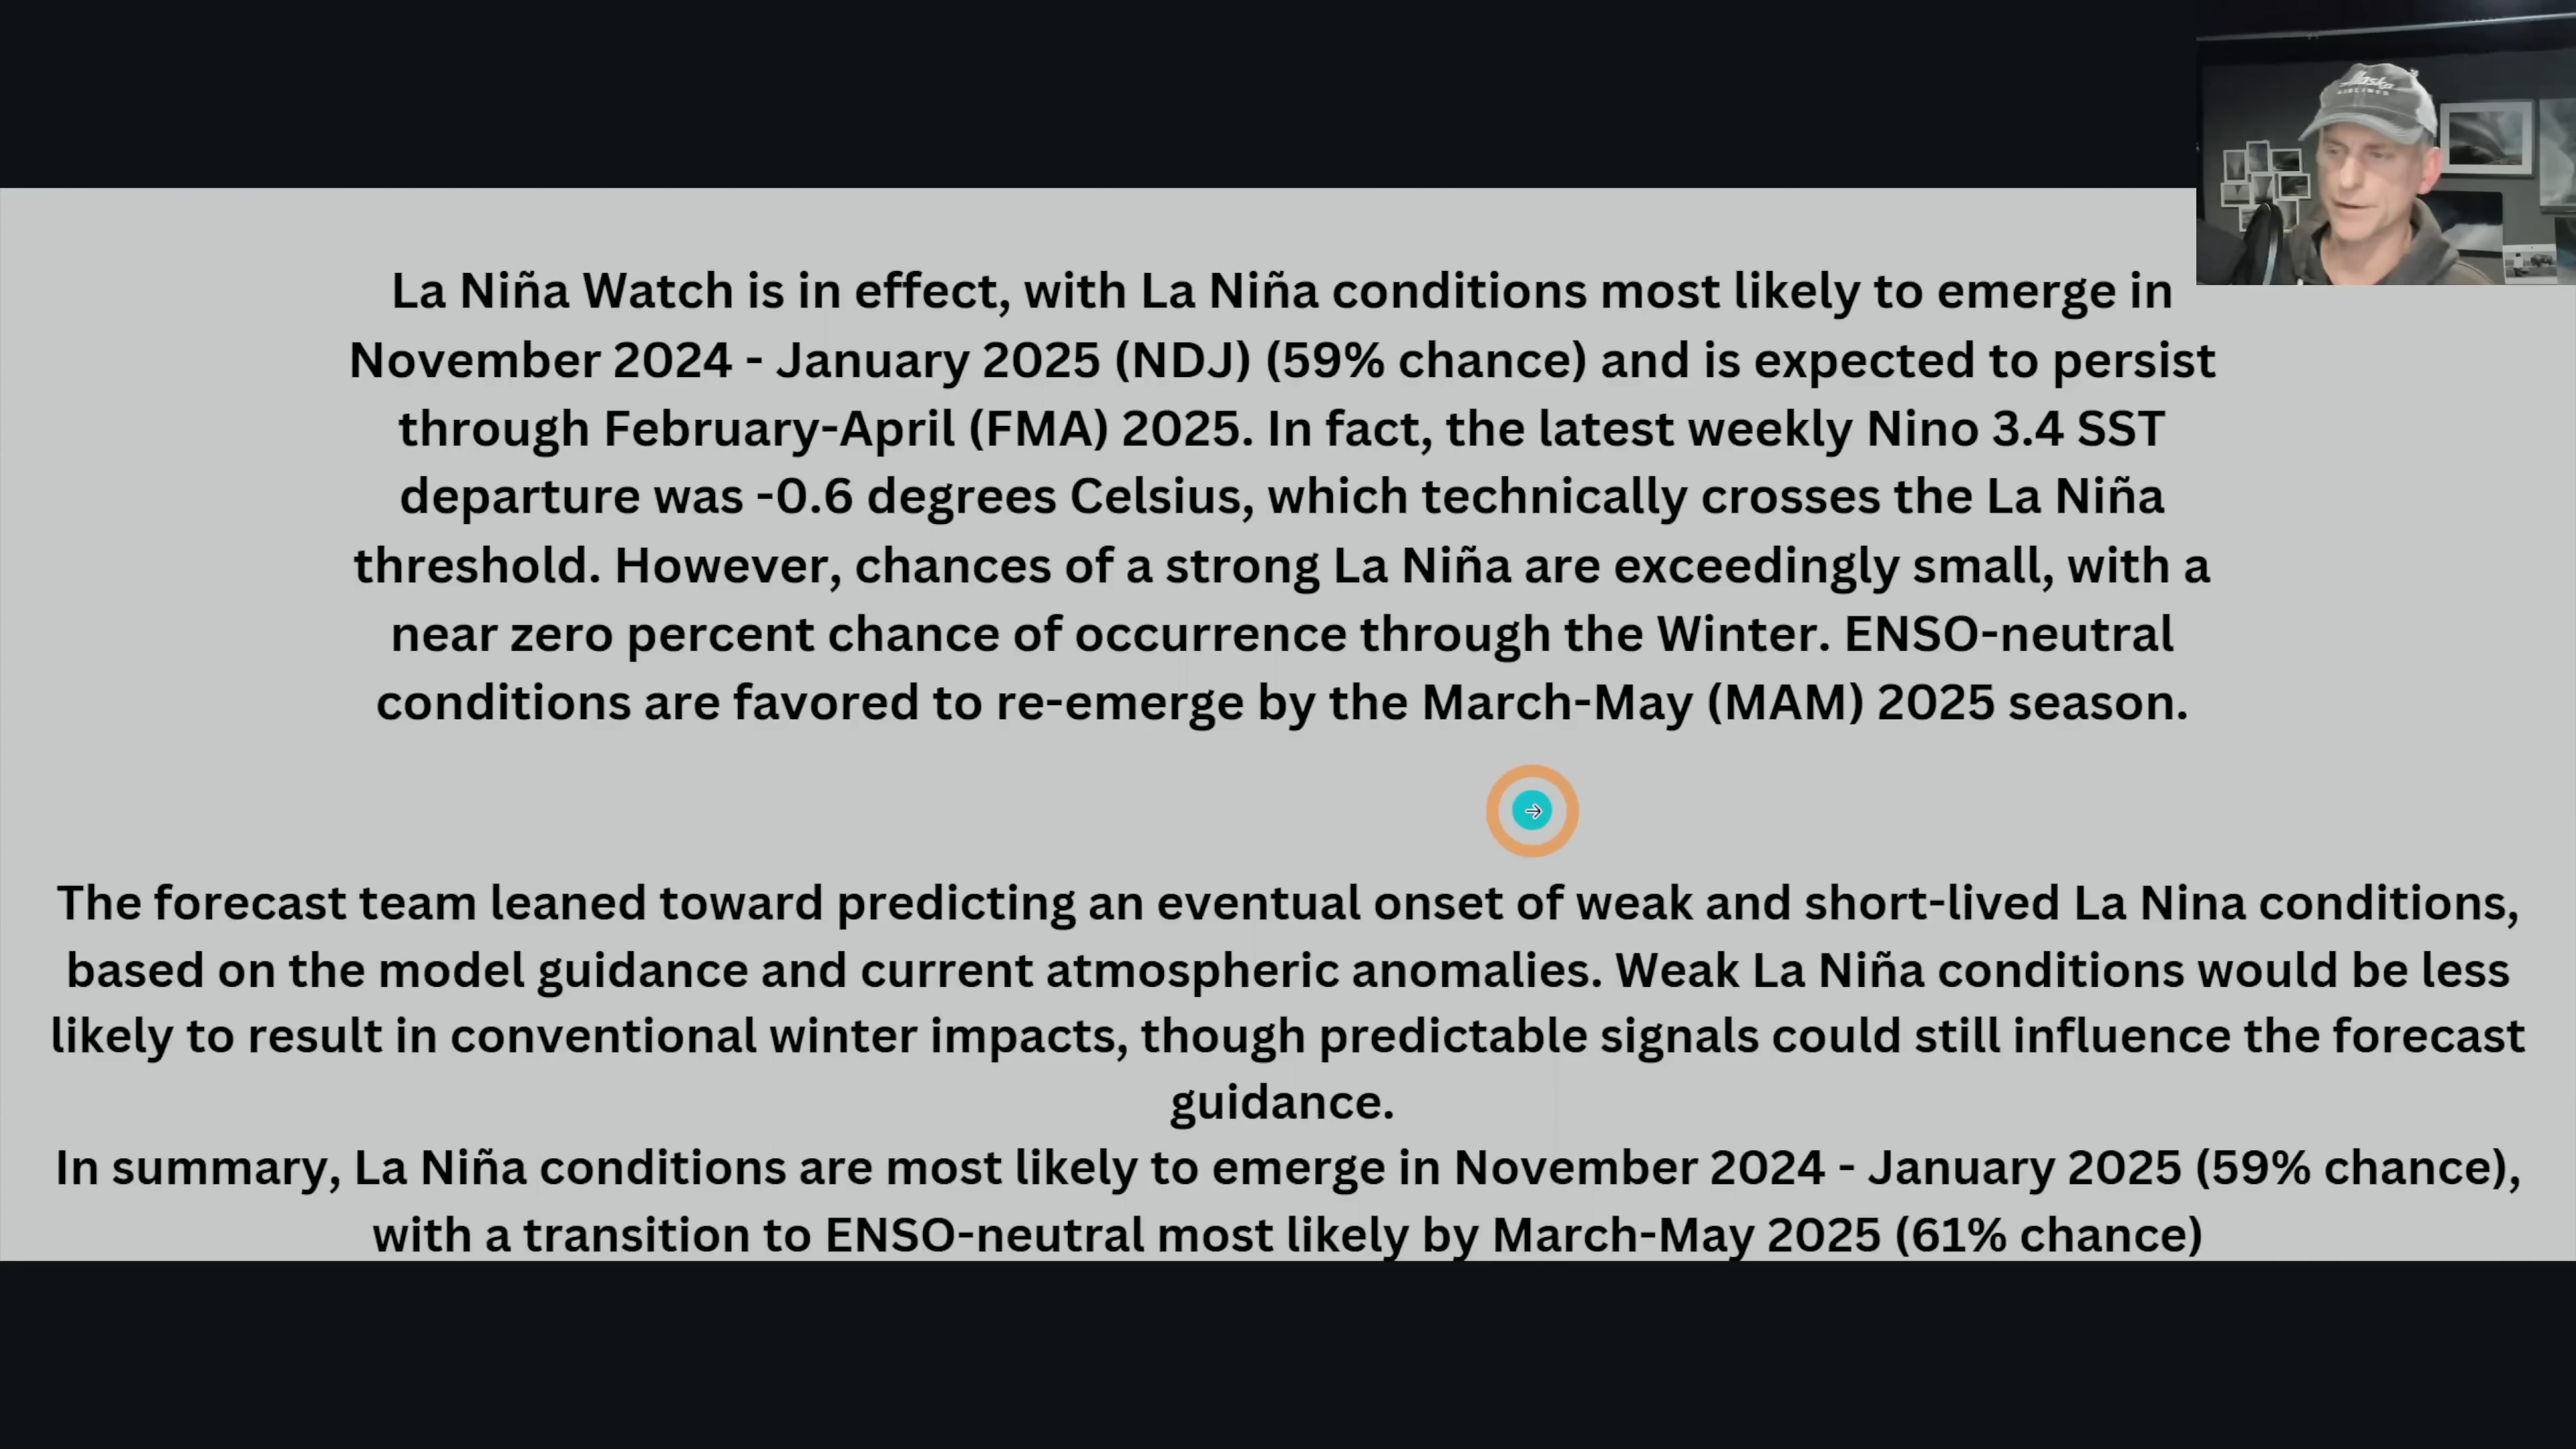 Alaska
AIRLINES
La Niña Watch is in effect, with La Niña conditions most likely to emerge in
November 2024 - January 2025 (NDJ) (59% chance) and is expected to persist
through February-April (FMA) 2025. In fact, the latest weekly Nino 3.4 SST
departure was -0.6 degrees Celsius, which technically crosses the La Niña
threshold. However, chances of a strong La Niña are exceedingly small, with a
near zero percent chance of occurrence through the Winter. ENSO-neutral
conditions are favored to re-emerge by the March-May (MAM) 2025 season.
The forecast team leaned toward predicting an eventual onset of weak and short-lived La Nina conditions,
based on the model guidance and current atmospheric anomalies. Weak La Niña conditions would be less
likely to result in conventional winter impacts, though predictable signals could still influence the forecast
guidance.
In summary, La Niña conditions are most likely to emerge in November 2024 - January 2025 (59% chance),
with a transition to ENSO-neutral most likely by March-May 2025 (61% chance)